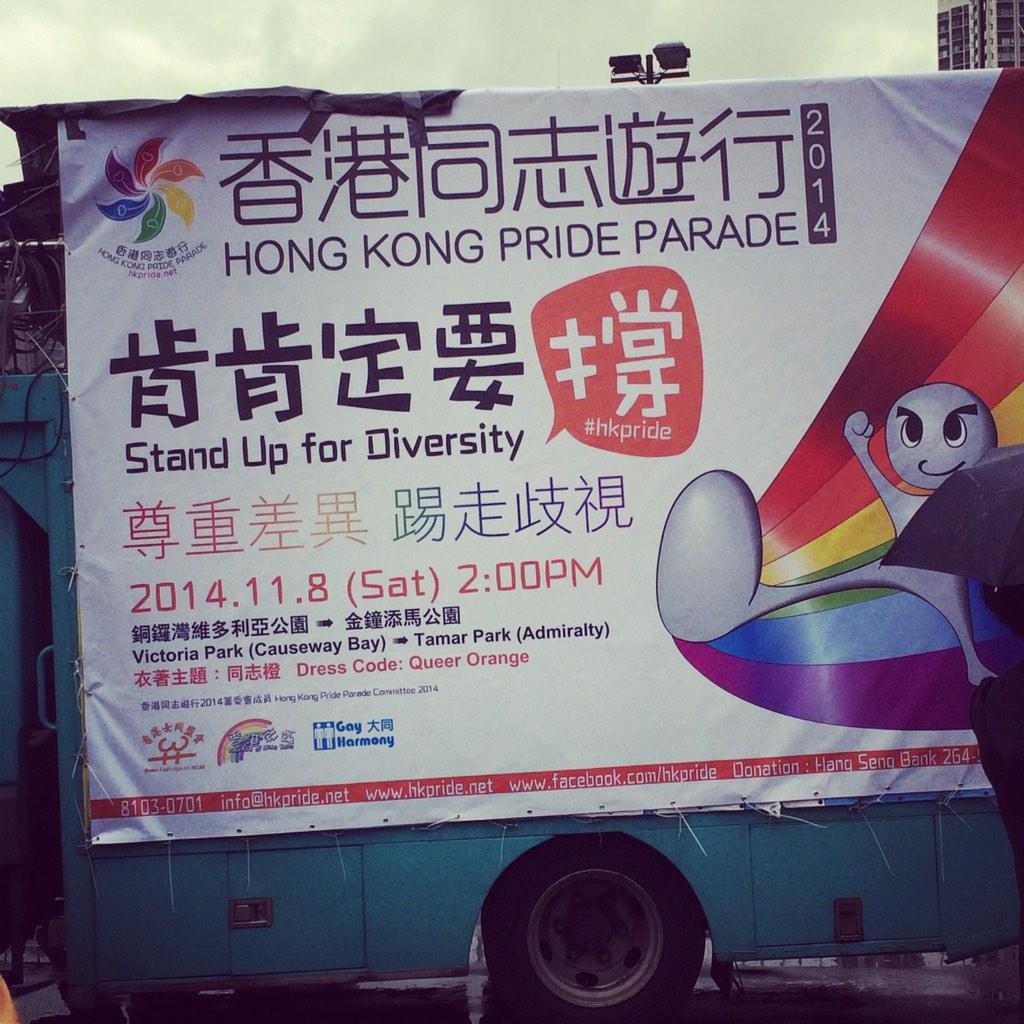 香港同志遊行
2014
HONG KONG PRIDE PARADE
香港同志遊行
HONG KONG PRIDE PARADE
hkpride.net
肯肯定要撐
#hkpride
Stand Up for Diversity
尊重差異 踢走歧視
2014.11.8 (Sat) 2:00PM
銅鑼灣維多利亞公園 ➠ 金鐘添馬公園
Victoria Park (Causeway Bay) ➠ Tamar Park (Admiralty)
衣著主題：同志橙 Dress Code: Queer Orange
香港同志遊行2014籌委會成員 Hong Kong Pride Parade Committee 2014
Gay 大同
Harmony
8103-0701 info@hkpride.net www.hkpride.net www.facebook.com/hkpride Donation : Hang Seng Bank 264-